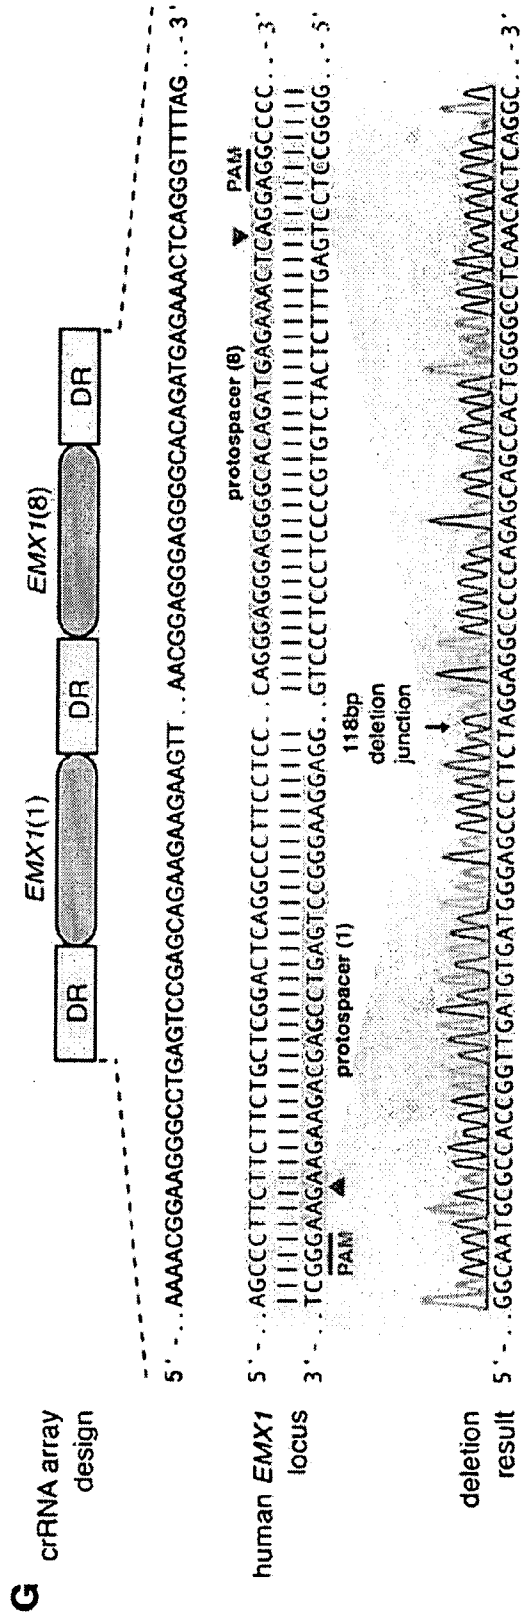 G
EMX1(1) EMX1(8)
crRNA array
design
DR DR DR
5'-...AAAACGGAAGGGCCTGAGTCCGAGCAGAAGAAGAAGTT...AACGGAGGGAGGGGCACAGATGAGAAACTCAGGGTTTTAG...-3'
protospacer (8) PAM
human EMX1
locus
5'-...AGCCCTTCTTCTTCTGCTCGGACTCAGGCCCTTCCTCC...CAGGGAGGGAGGGGCACAGATGAGAAACTCAGGAGGCCCC...-3'
3'-...TCGGGAAGAAGAAGACGAGCCTGAGTCCGGGAAGGAGG...GTCCCTCCCTCCCCGTGTCTACTCTTTGAGTCCTCCGGGG...-5'
PAM protospacer (1)
118bp
deletion
junction
deletion
result
5'-...GGCAATGCGCCACCGGTTGATGTGATGGGAGCCCTTCTAGGAGGCCCCCAGAGCAGCCACTGGGGCCTCAACACTCAGGC...-3'